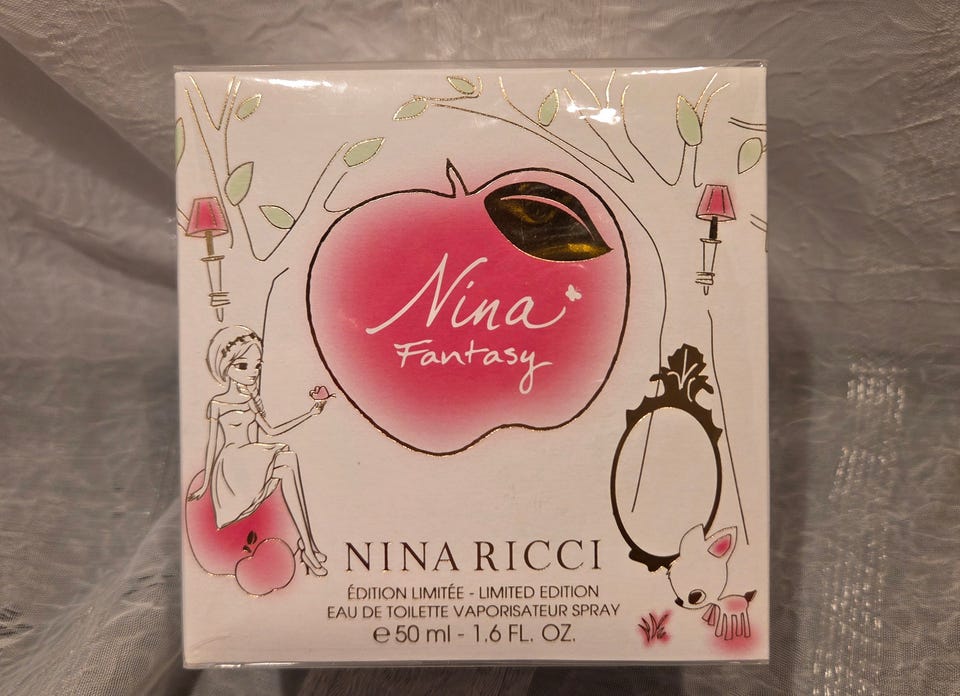 Nina
Fantasy
NINA RICCI
ÉDITION LIMITÉE - LIMITED EDITION
EAU DE TOILETTE VAPORISATEUR SPRAY
℮ 50 ml - 1.6 FL. OZ.